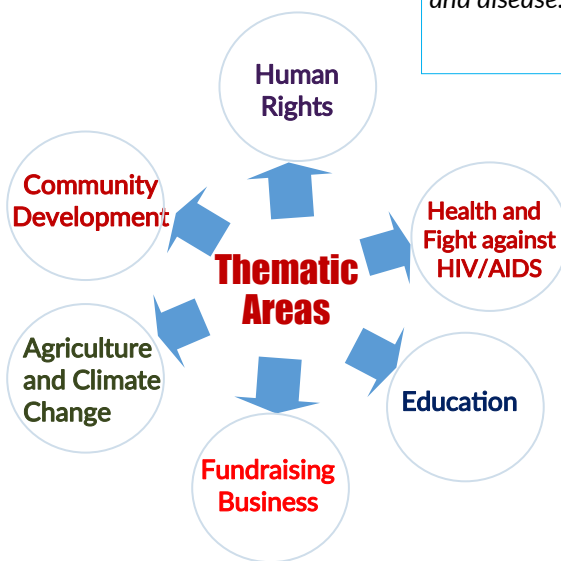 and disease.
Human
Rights
Community
Development
Health and
Fight against
HIV/AIDS
Thematic
Areas
Agriculture
and Climate
Change
Education
Fundraising
Business